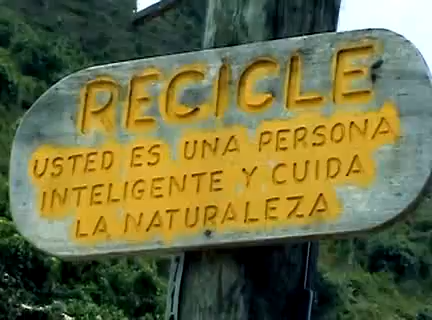 RECICLE
USTED ES UNA PERSONA
INTELIGENTE Y CUIDA
LA NATURALEZA